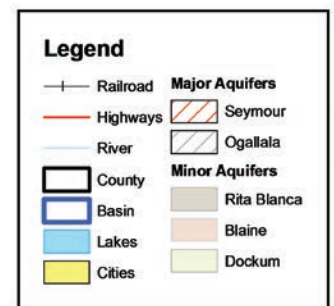 Legend
Railroad
Highways
River
County
Basin
Lakes
Cities
Major Aquifers
Seymour
Ogallala
Minor Aquifers
Rita Blanca
Blaine
Dockum